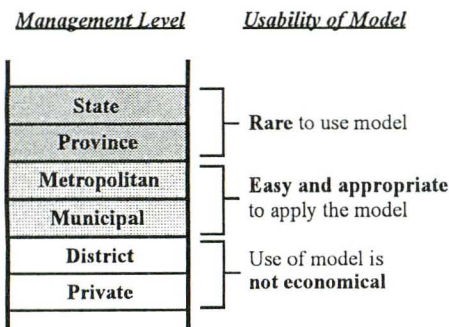 Management Level
Usability of Model
State
Province
Rare to use model
Metropolitan
Municipal
Easy and appropriate
to apply the model
District
Private
Use of model is
not economical